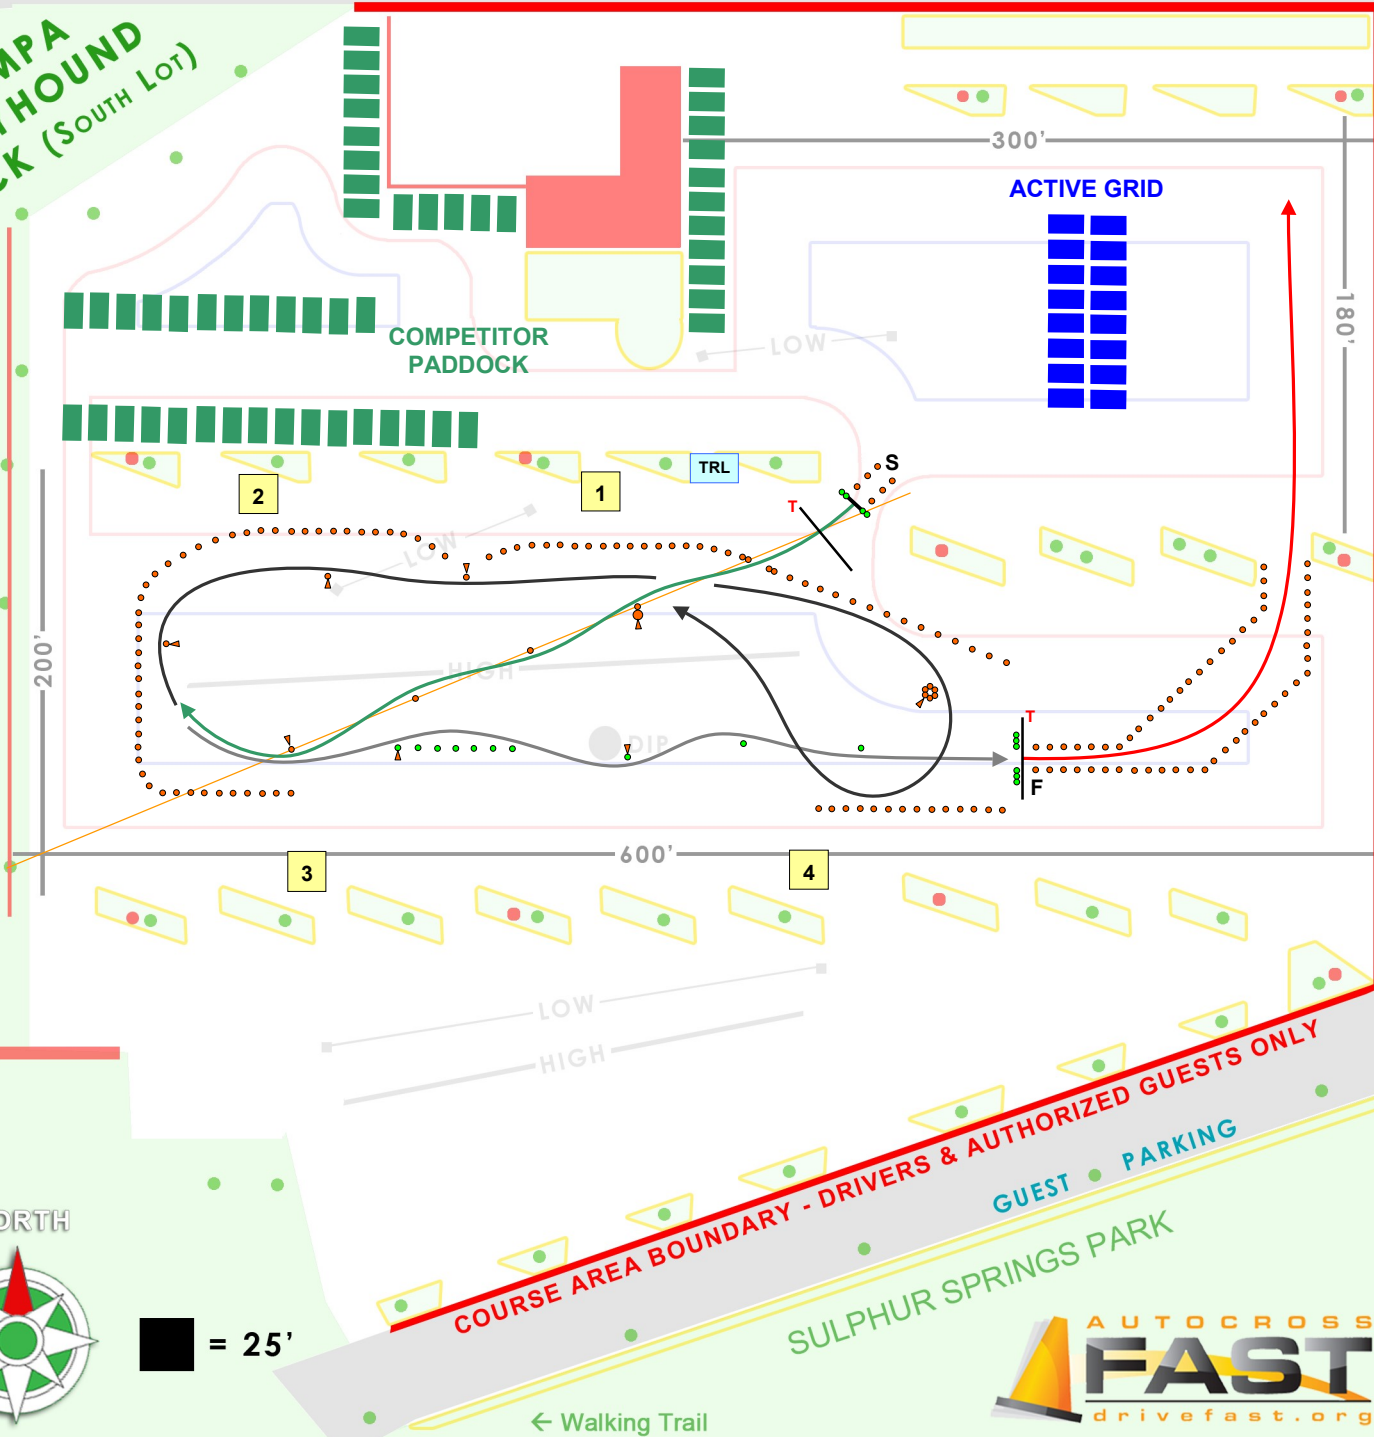 MPA
HOUND
CK (SOUTH LOT)
300'
ACTIVE GRID
180'
LOW
COMPETITOR
PADDOCK
S
TRL
1
2
T
LOW
200'
HIGH
T
DIP
F
600'
3
4
LOW
HIGH
COURSE AREA BOUNDARY - DRIVERS & AUTHORIZED GUESTS ONLY
GUEST PARKING
SULPHUR SPRINGS PARK
ORTH
= 25'
← Walking Trail
AUTOCROSS
FAST
drivefast.org